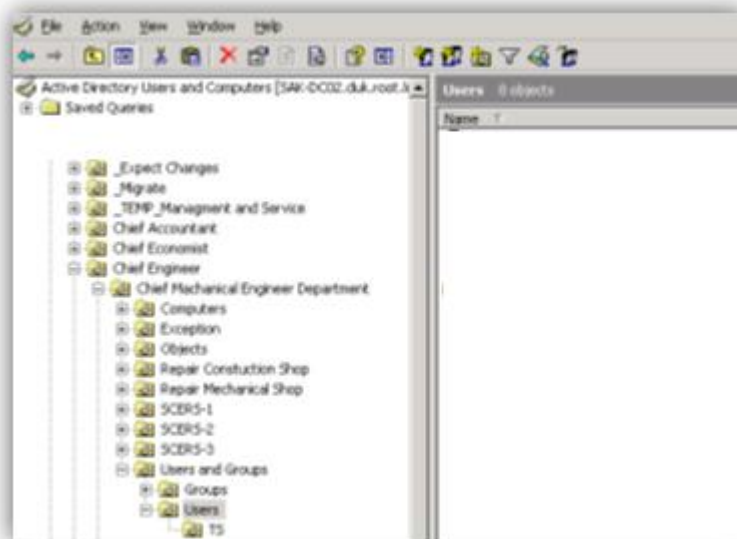 File Action View Window Help
Active Directory Users and Computers [SAK-DC02.duk.root.l
Saved Queries
_Expect Changes
_Migrate
_TEMP_Managment and Service
Chief Accountant
Chief Economist
Chief Engineer
Chief Machanical Engineer Department
Computers
Exception
Objects
Repair Constuction Shop
Repair Mechanical Shop
SCERS-1
SCERS-2
SCERS-3
Users and Groups
Groups
Users
TS
Users 0 objects
Name